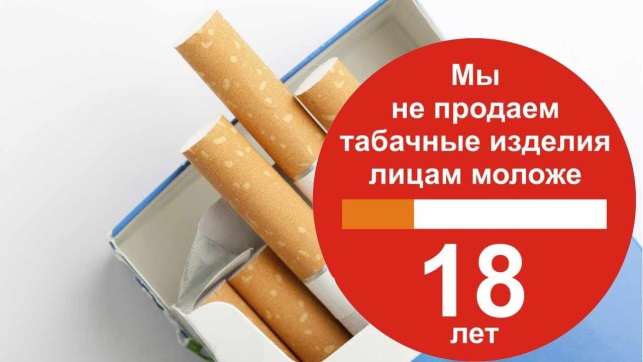 Мы
не продаем
табачные изделия
лицам моложе
18
лет